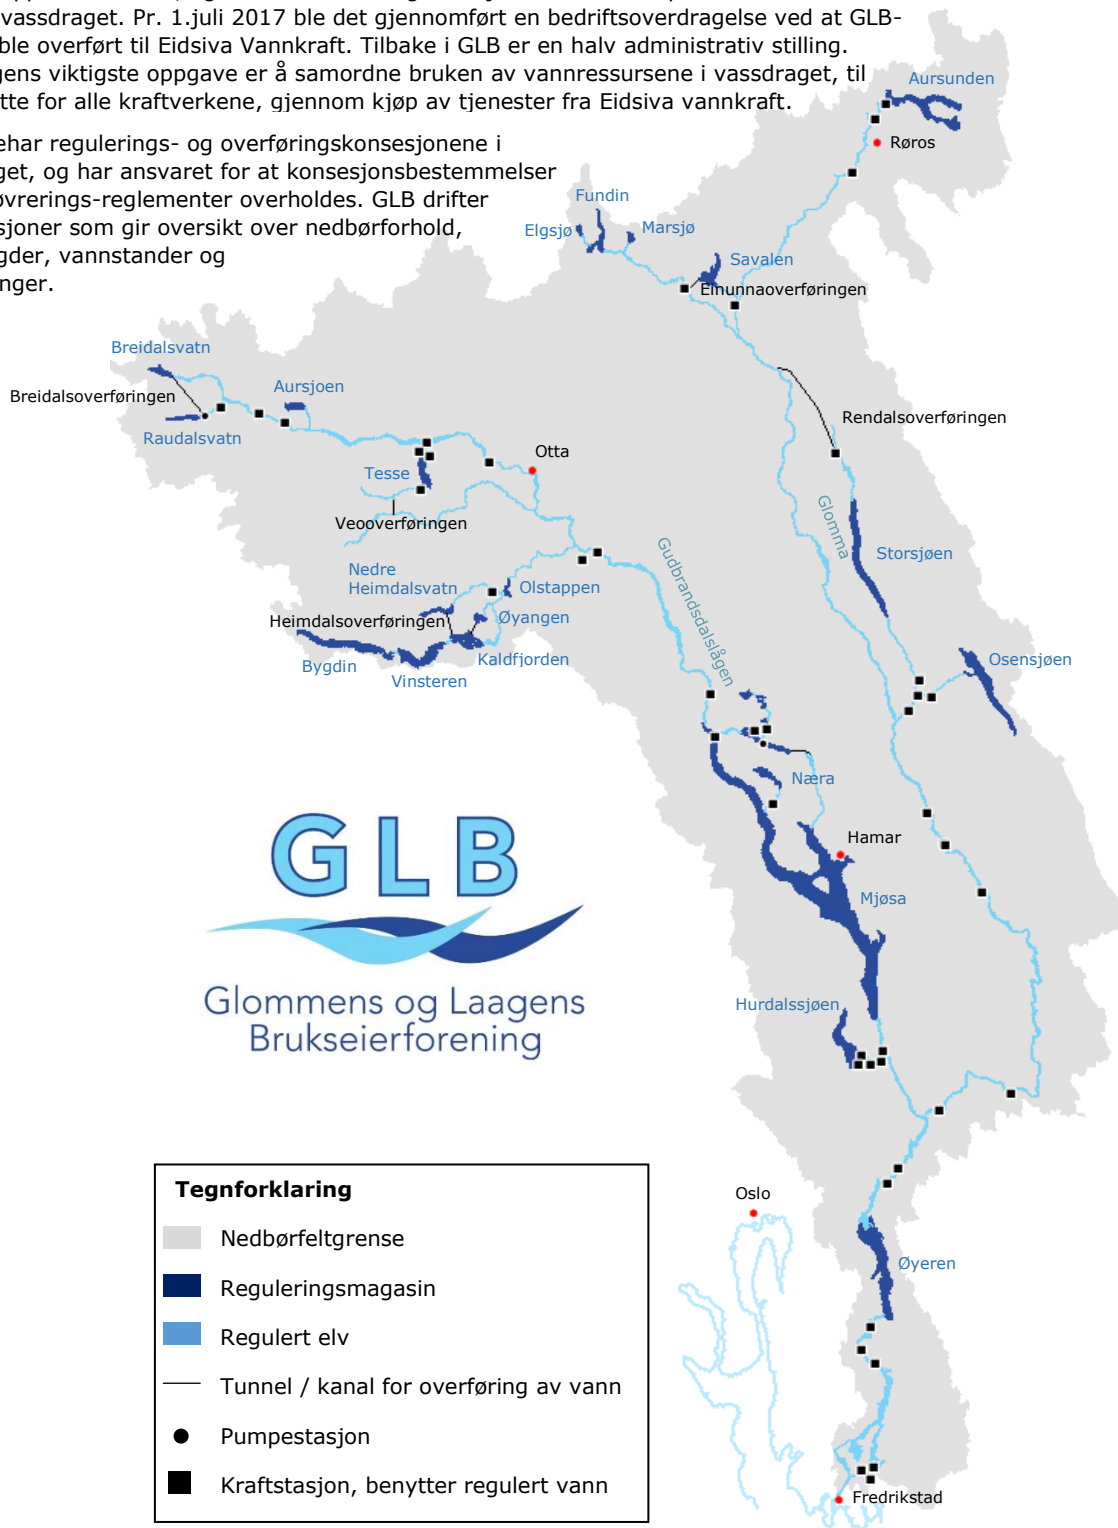 vassdraget. Pr. 1.juli 2017 ble det gjennomført en bedriftsoverdragelse ved at GLB-
ble overført til Eidsiva Vannkraft. Tilbake i GLB er en halv administrativ stilling.
gens viktigste oppgave er å samordne bruken av vannressursene i vassdraget, til
tte for alle kraftverkene, gjennom kjøp av tjenester fra Eidsiva vannkraft.
ehar regulerings- og overføringskonsesjonene i
get, og har ansvaret for at konsesjonsbestemmelser
øvrerings-reglementer overholdes. GLB drifter
sjoner som gir oversikt over nedbørforhold,
gder, vannstander og
nger.
Aursunden
Røros
Fundin
Elgsjø
Marsjø
Savalen
Einunnaoverføringen
Breidalsvatn
Breidalsoverføringen
Aursjoen
Raudalsvatn
Rendalsoverføringen
Otta
Tesse
Veooverføringen
Glomma
Storsjøen
Gudbrandsdalslågen
Nedre
Heimdalsvatn
Olstappen
Heimdalsoverføringen
Øyangen
Kaldfjorden
Bygdin
Vinsteren
Osensjøen
Næra
Hamar
Mjøsa
Hurdalssjøen
GLB
Glommens og Laagens
Brukseierforening
Oslo
Øyeren
Fredrikstad
Tegnforklaring
Nedbørfeltgrense
Reguleringsmagasin
Regulert elv
Tunnel / kanal for overføring av vann
Pumpestasjon
Kraftstasjon, benytter regulert vann